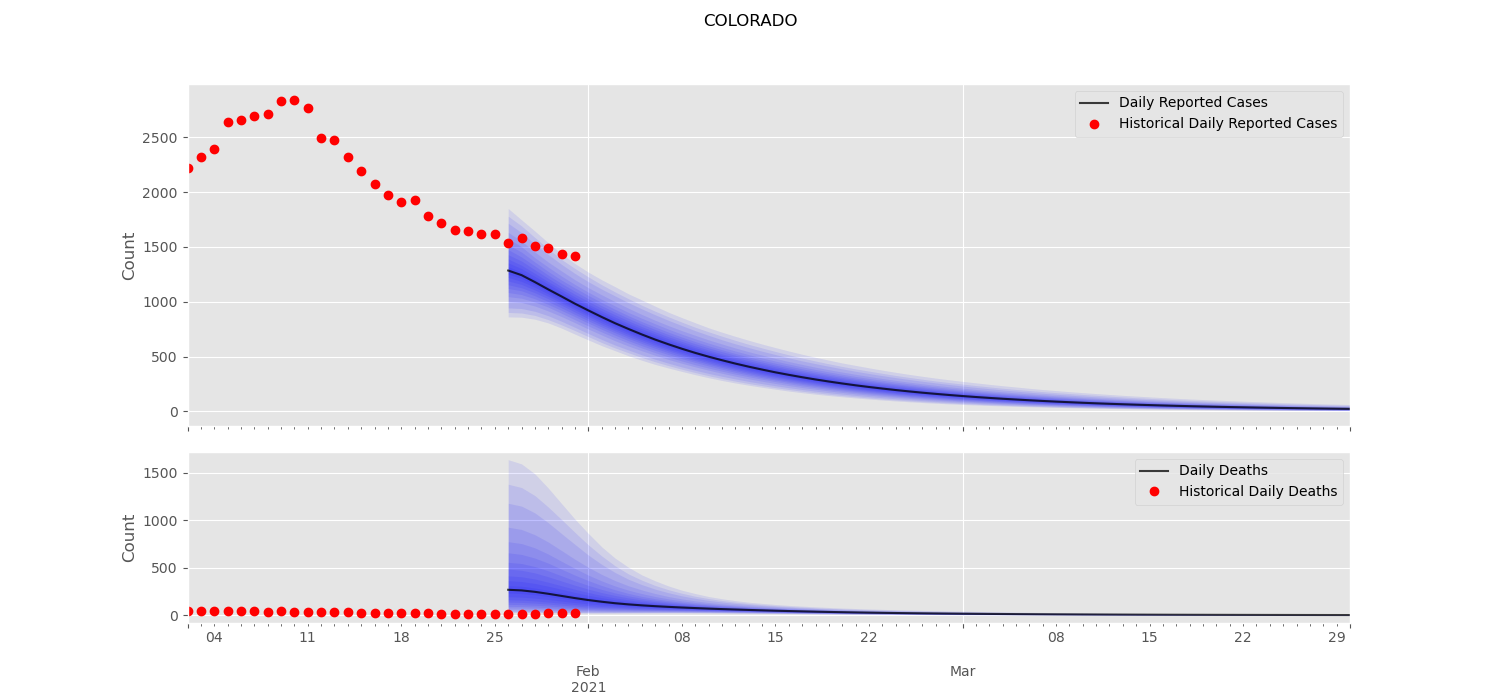 COLORADO
Count
2500
2000
1500
1000
500
0
Daily Reported Cases
Historical Daily Reported Cases
Count
1500
1000
500
0
Daily Deaths
Historical Daily Deaths
04 11 18 25 08 15 22 08 15 22 29
Feb Mar
2021